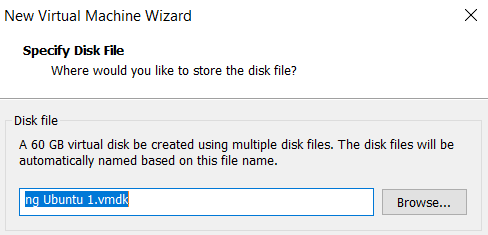 New Virtual Machine Wizard
Specify Disk File
Where would you like to store the disk file?
Disk file
A 60 GB virtual disk be created using multiple disk files. The disk files will be
automatically named based on this file name.
ng Ubuntu 1.vmdk
Browse...